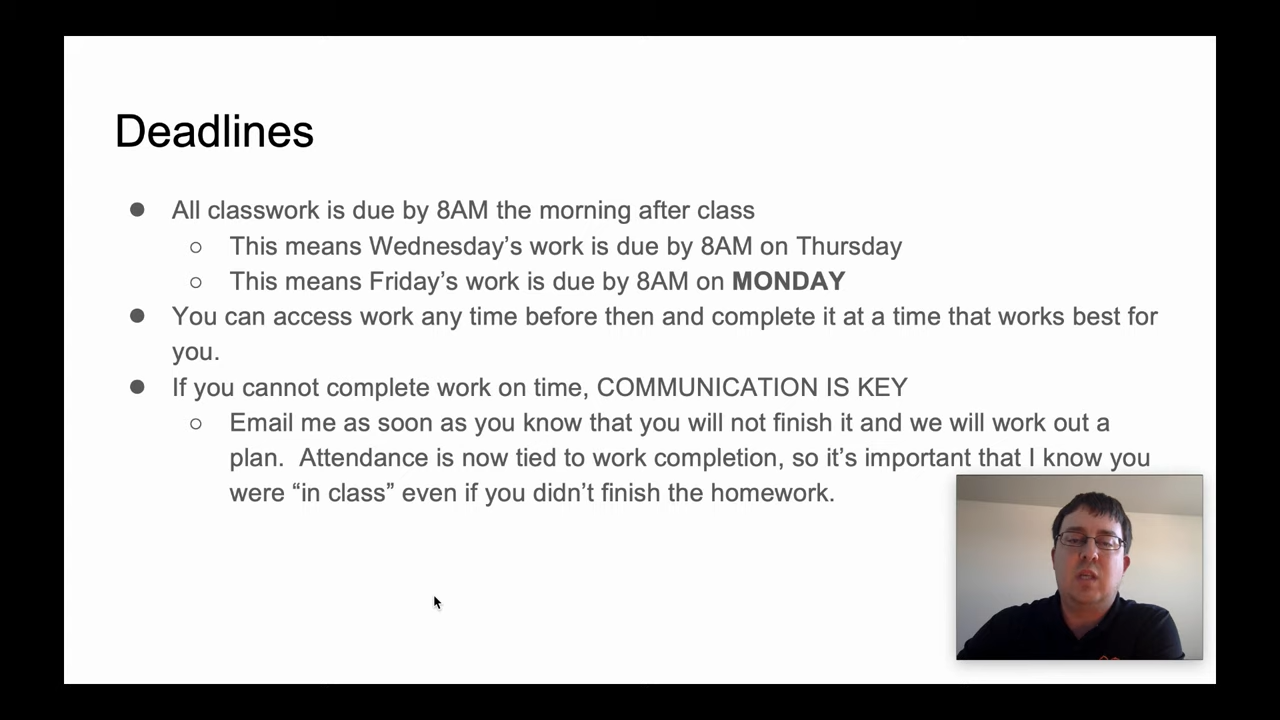 Deadlines
● All classwork is due by 8AM the morning after class
○ This means Wednesday’s work is due by 8AM on Thursday
○ This means Friday’s work is due by 8AM on MONDAY
● You can access work any time before then and complete it at a time that works best for
you.
● If you cannot complete work on time, COMMUNICATION IS KEY
○ Email me as soon as you know that you will not finish it and we will work out a
plan.  Attendance is now tied to work completion, so it’s important that I know you
were “in class” even if you didn’t finish the homework.